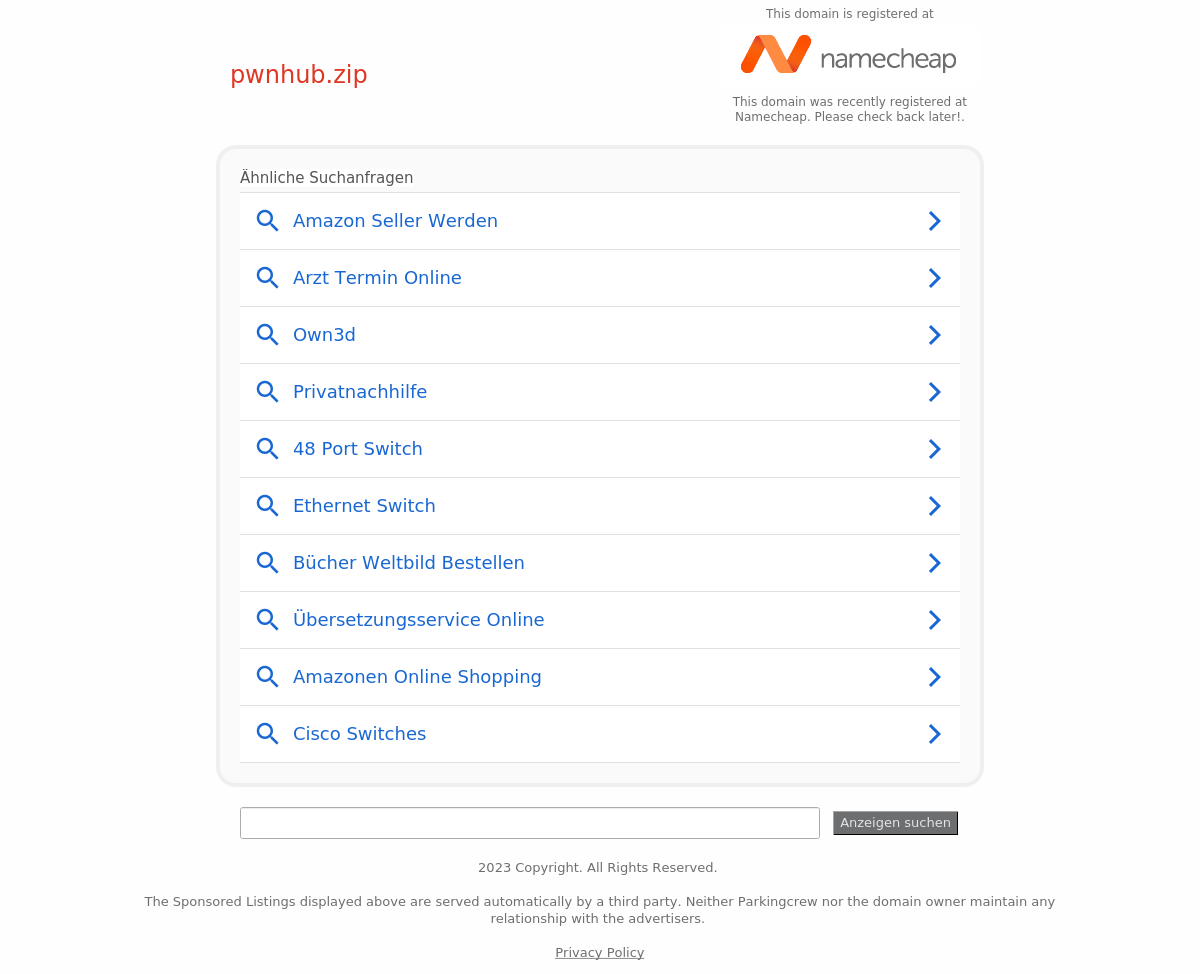 This domain is registered at
namecheap
pwnhub.zip
This domain was recently registered at
Namecheap. Please check back later!.
Ähnliche Suchanfragen
Amazon Seller Werden
Arzt Termin Online
Own3d
Privatnachhilfe
48 Port Switch
Ethernet Switch
Bücher Weltbild Bestellen
Übersetzungsservice Online
Amazonen Online Shopping
Cisco Switches
Anzeigen suchen
2023 Copyright. All Rights Reserved.
The Sponsored Listings displayed above are served automatically by a third party. Neither Parkingcrew nor the domain owner maintain any
relationship with the advertisers.
Privacy Policy